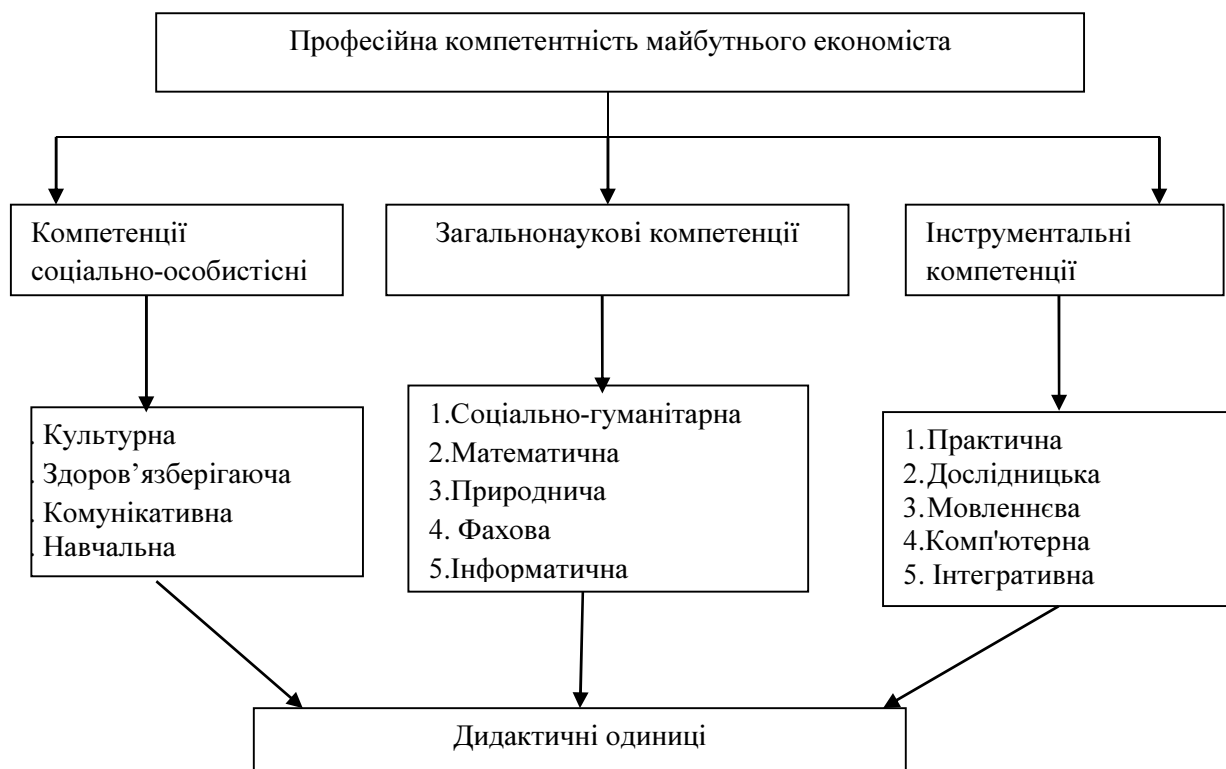 Професійна компетентність майбутнього економіста
Компетенції
соціально-особистісні
Загальнонаукові компетенції
Інструментальні
компетенції
. Культурна
. Здоров’язберігаюча
. Комунікативна
. Навчальна
1.Соціально-гуманітарна
2.Математична
3.Природнича
4. Фахова
5.Інформатична
1.Практична
2.Дослідницька
3.Мовленнєва
4.Комп'ютерна
5. Інтегративна
Дидактичні одиниці